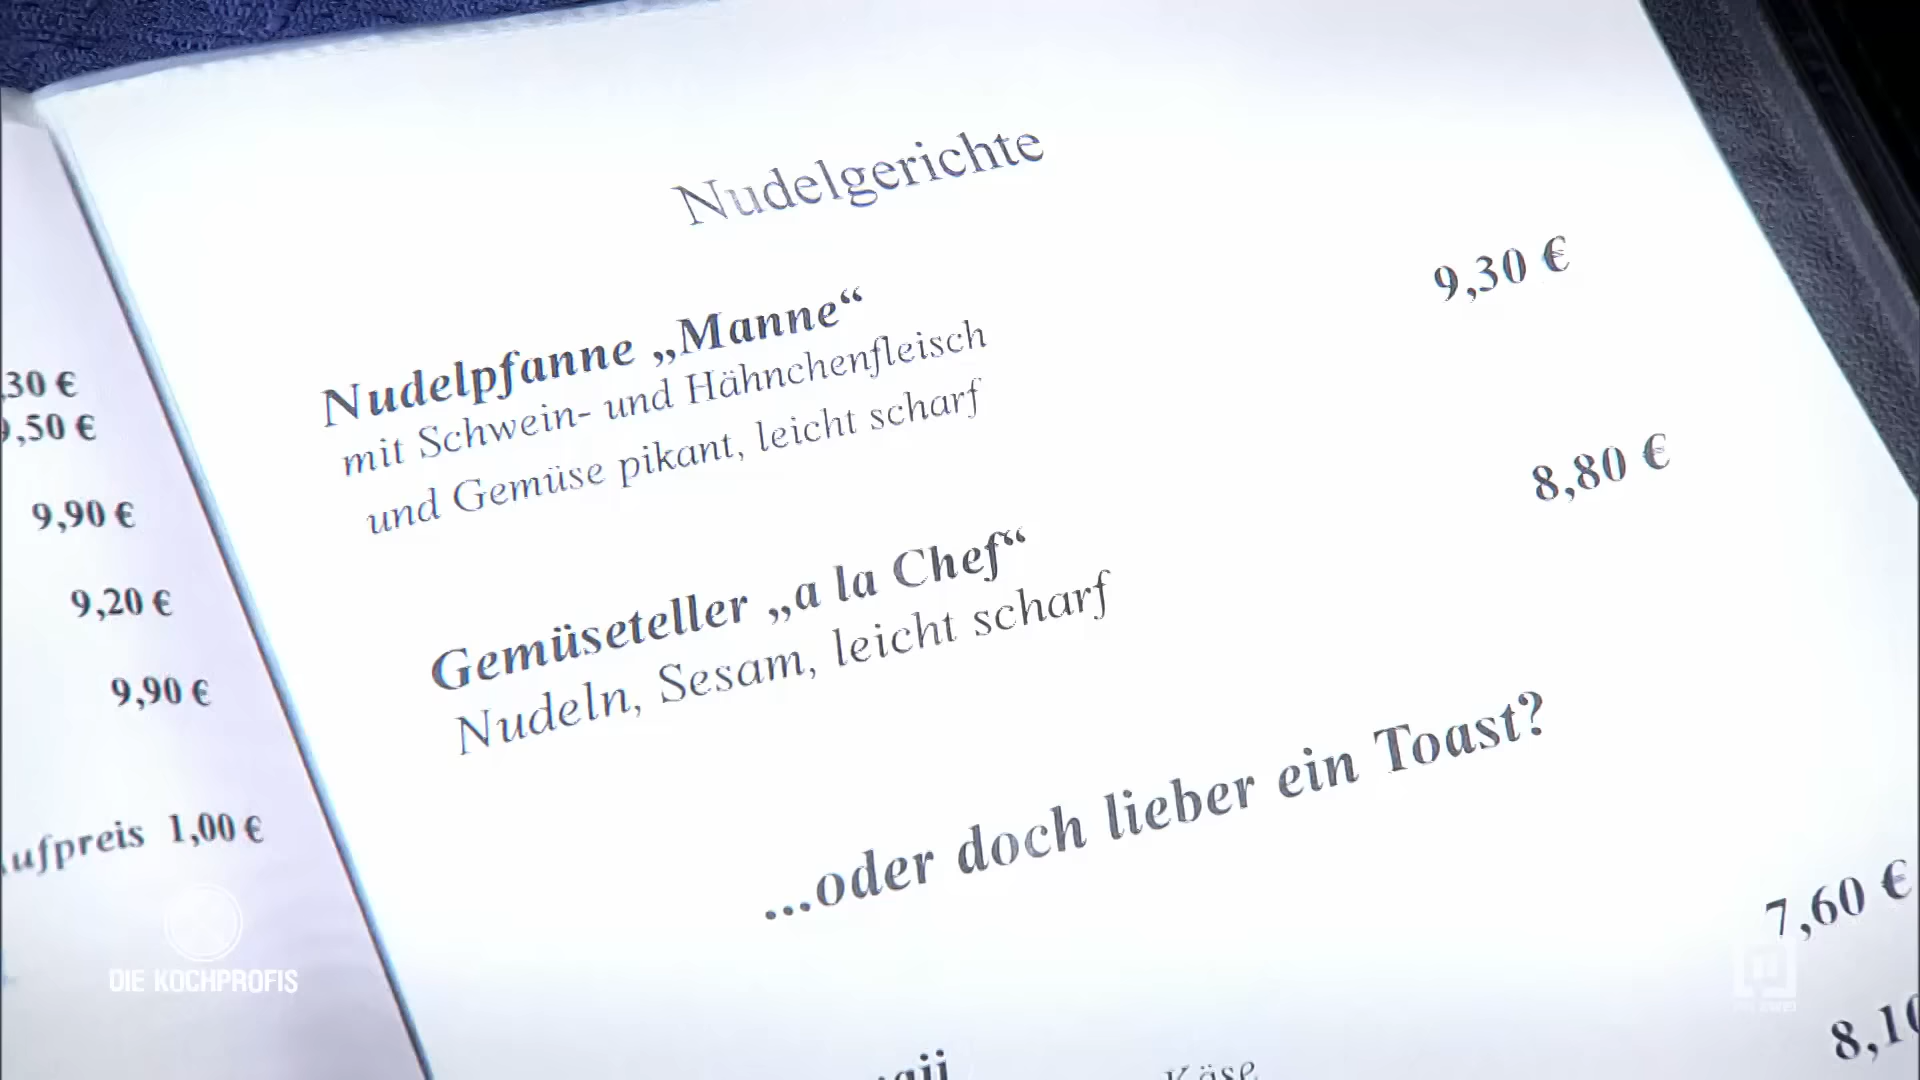 9,90 €
9,20 €
9,90 €
1,00 €
Nudelgerichte
Nudelpfanne „Manne“ 9,30 €
mit Schwein- und Hähnchenfleisch
und Gemüse pikant, leicht scharf
Gemüseteller „a la Chef“ 8,80 €
Nudeln, Sesam, leicht scharf
...oder doch lieber ein Toast?
7,60 €
Käse
DIE KOCHPROFIS